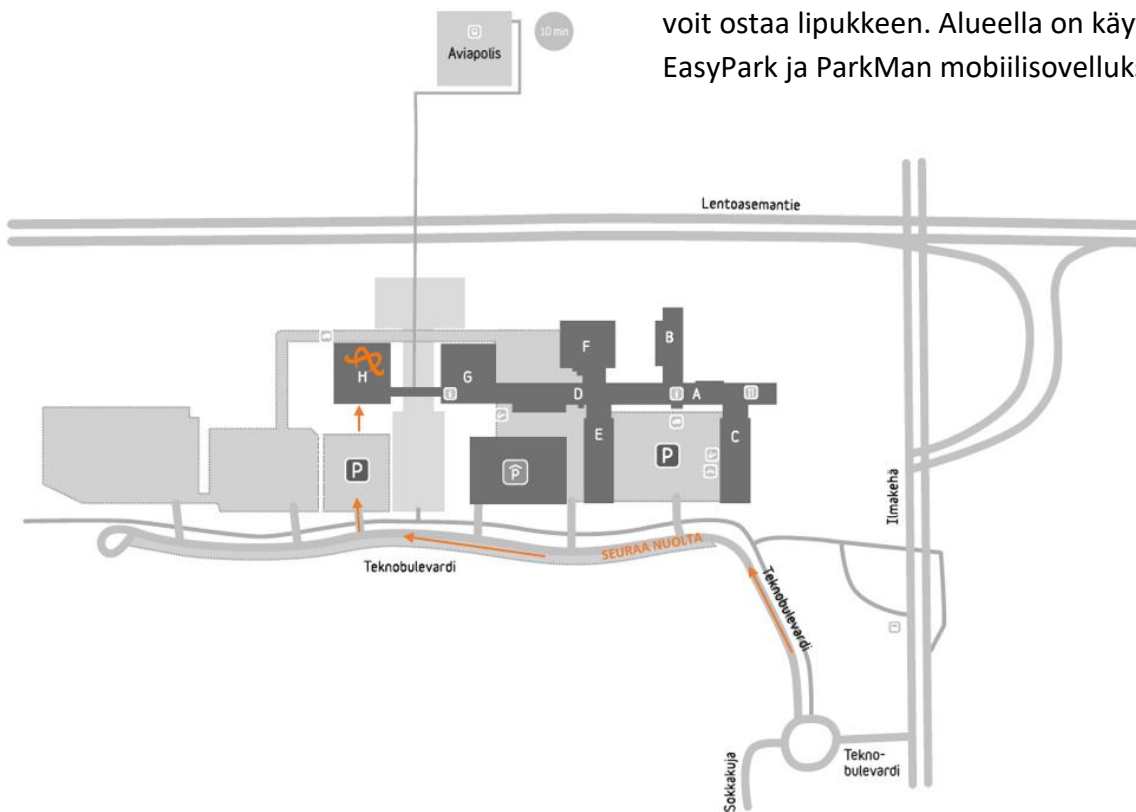 voit ostaa lipukkeen. Alueella on käy
EasyPark ja ParkMan mobiilisovelluk
Aviapolis
10 min
Lentoasemantie
B
F
H
G
D
A
E
C
P
P
P
Ilmakehä
SEURAA NUOLTA
Teknobulevardi
Teknobulevardi
Tekno-
bulevardi
Sokkakuja